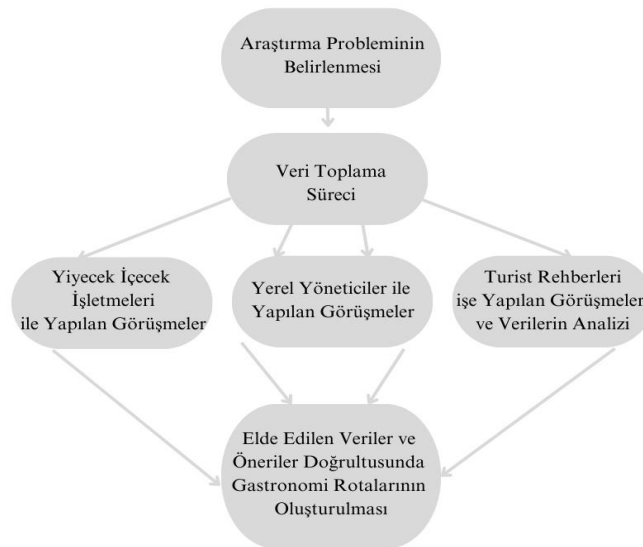 Araştırma Probleminin
Belirlenmesi
Veri Toplama
Süreci
Yiyecek İçecek
İşletmeleri
ile Yapılan Görüşmeler
Yerel Yöneticiler ile
Yapılan Görüşmeler
Turist Rehberleri
işe Yapılan Görüşmeler
ve Verilerin Analizi
Elde Edilen Veriler ve
Öneriler Doğrultusunda
Gastronomi Rotalarının
Oluşturulması